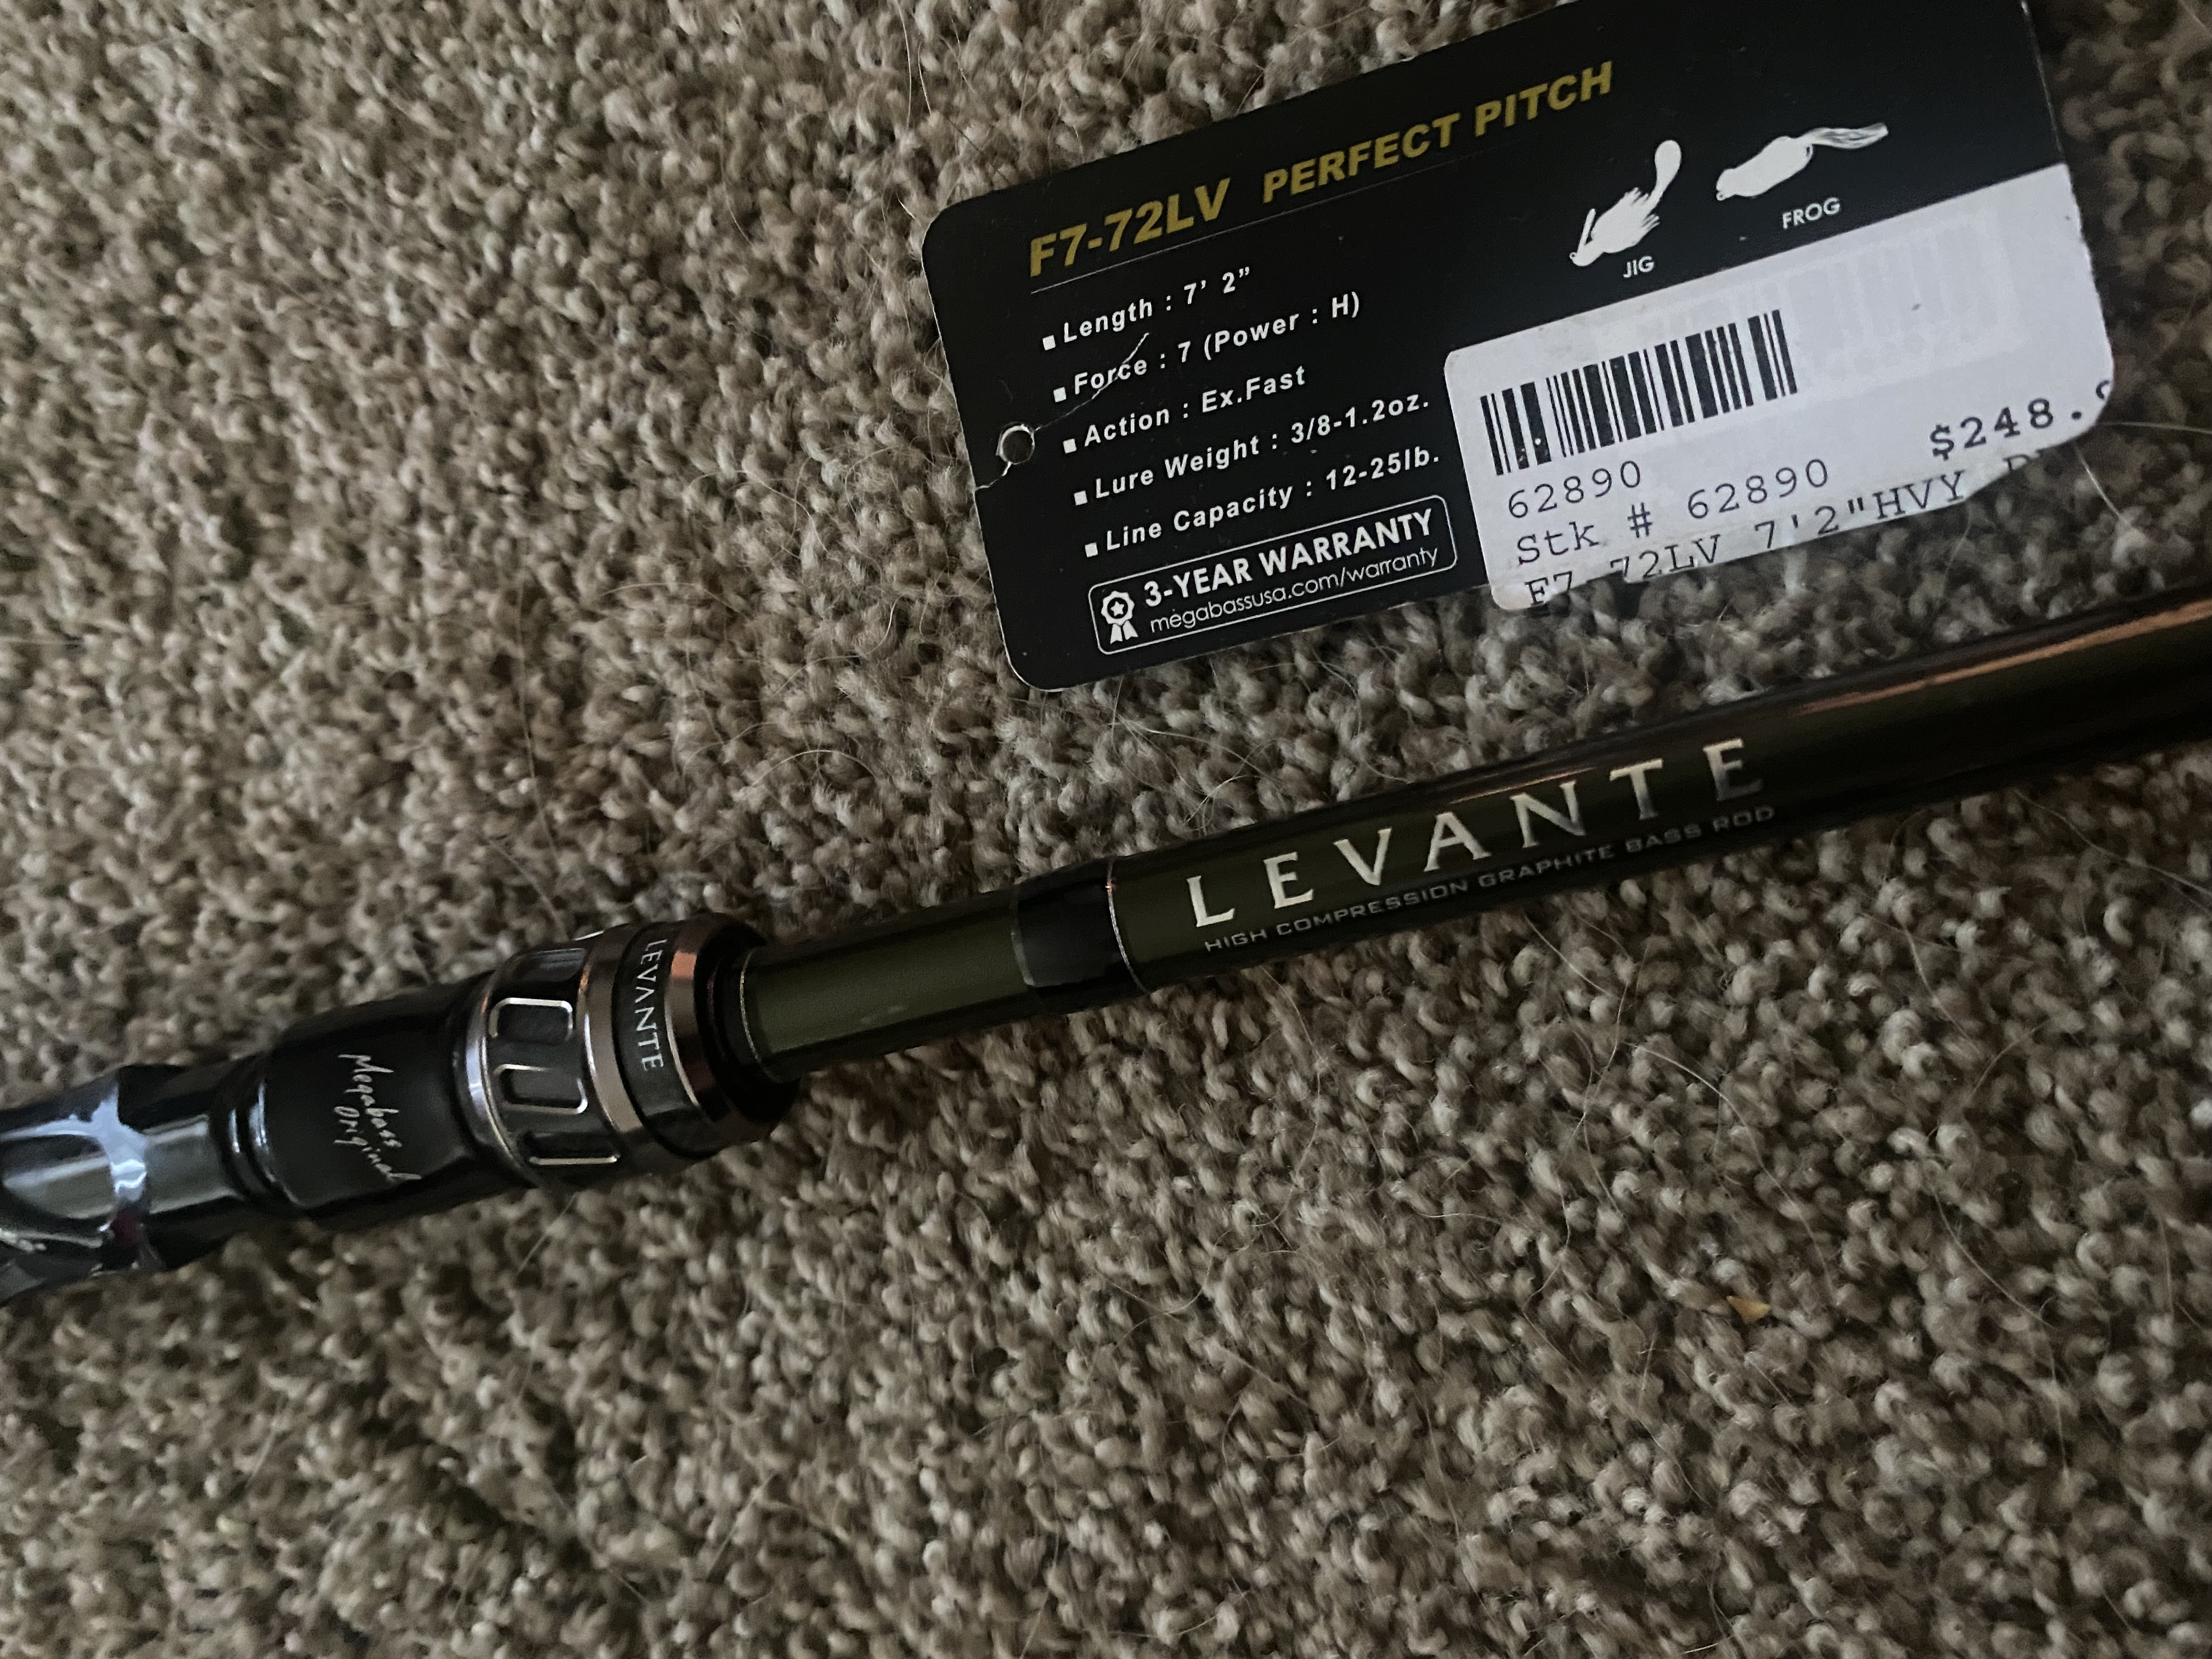 F7-72LV PERFECT PITCH
■ Length : 7' 2"
■ Force : 7 (Power : H)
■ Action : Ex.Fast
■ Lure Weight : 3/8-1.2oz.
■ Line Capacity : 12-25lb.
3-YEAR WARRANTY
megabassusa.com/warranty
JIG
FROG
62890
$248.
Stk # 62890
F7-72LV 7'2"HVY
LEVANTE
HIGH COMPRESSION GRAPHITE BASS ROD
LEVANTE
Megabass
Original